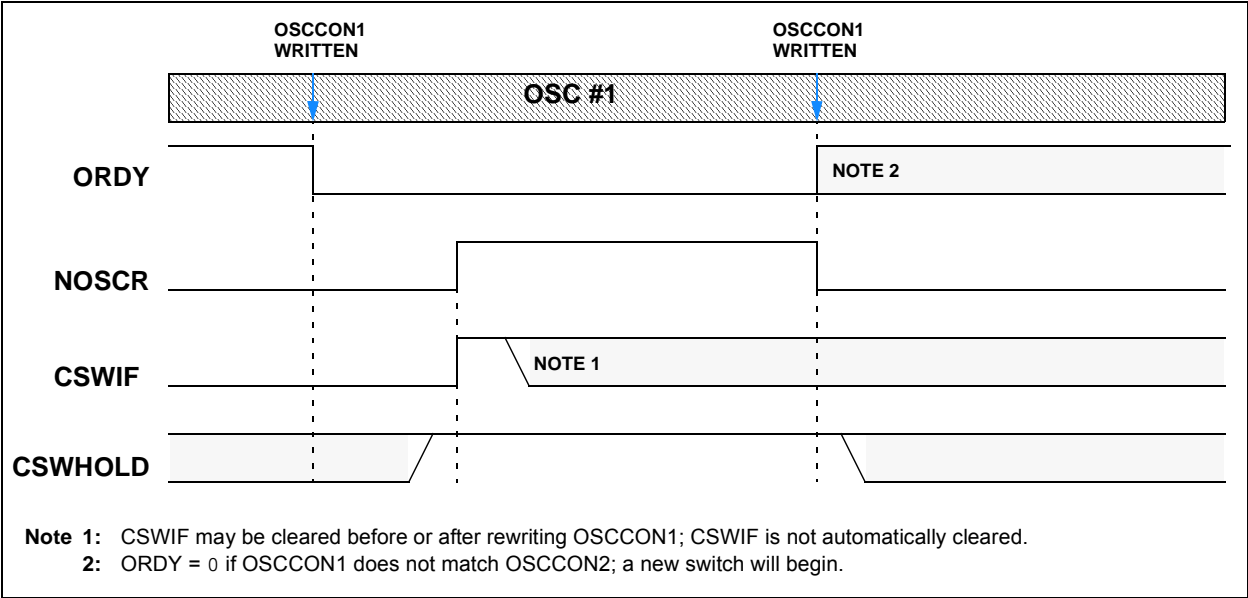 OSCCON1
WRITTEN
OSCCON1
WRITTEN
OSC #1
ORDY
NOTE 2
NOSCR
CSWIF
NOTE 1
CSWHOLD
Note 1: CSWIF may be cleared before or after rewriting OSCCON1; CSWIF is not automatically cleared.
2: ORDY = 0 if OSCCON1 does not match OSCCON2; a new switch will begin.